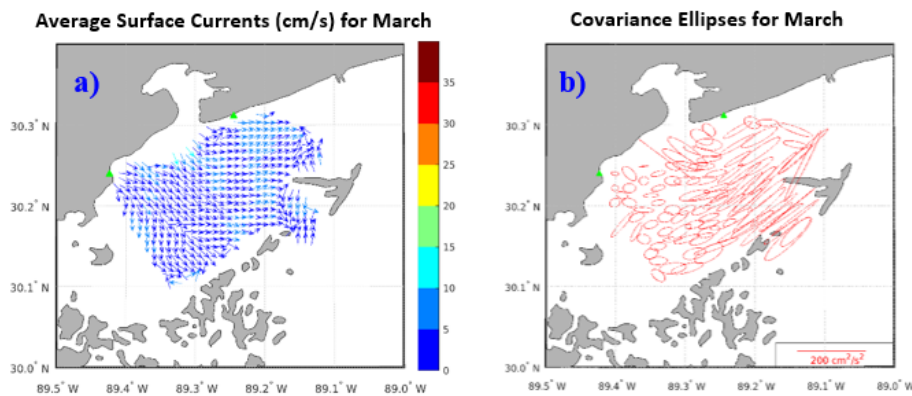 Average Surface Currents (cm/s) for March
a)
30.3° N
30.2° N
30.1° N
30.0° N
89.5° W 89.4° W 89.3° W 89.2° W 89.1° W 89.0° W
35
30
25
20
15
10
5
0
Covariance Ellipses for March
b)
30.3° N
30.2° N
30.1° N
30.0° N
200 cm²/s²
89.5° W 89.4° W 89.3° W 89.2° W 89.1° W 89.0° W